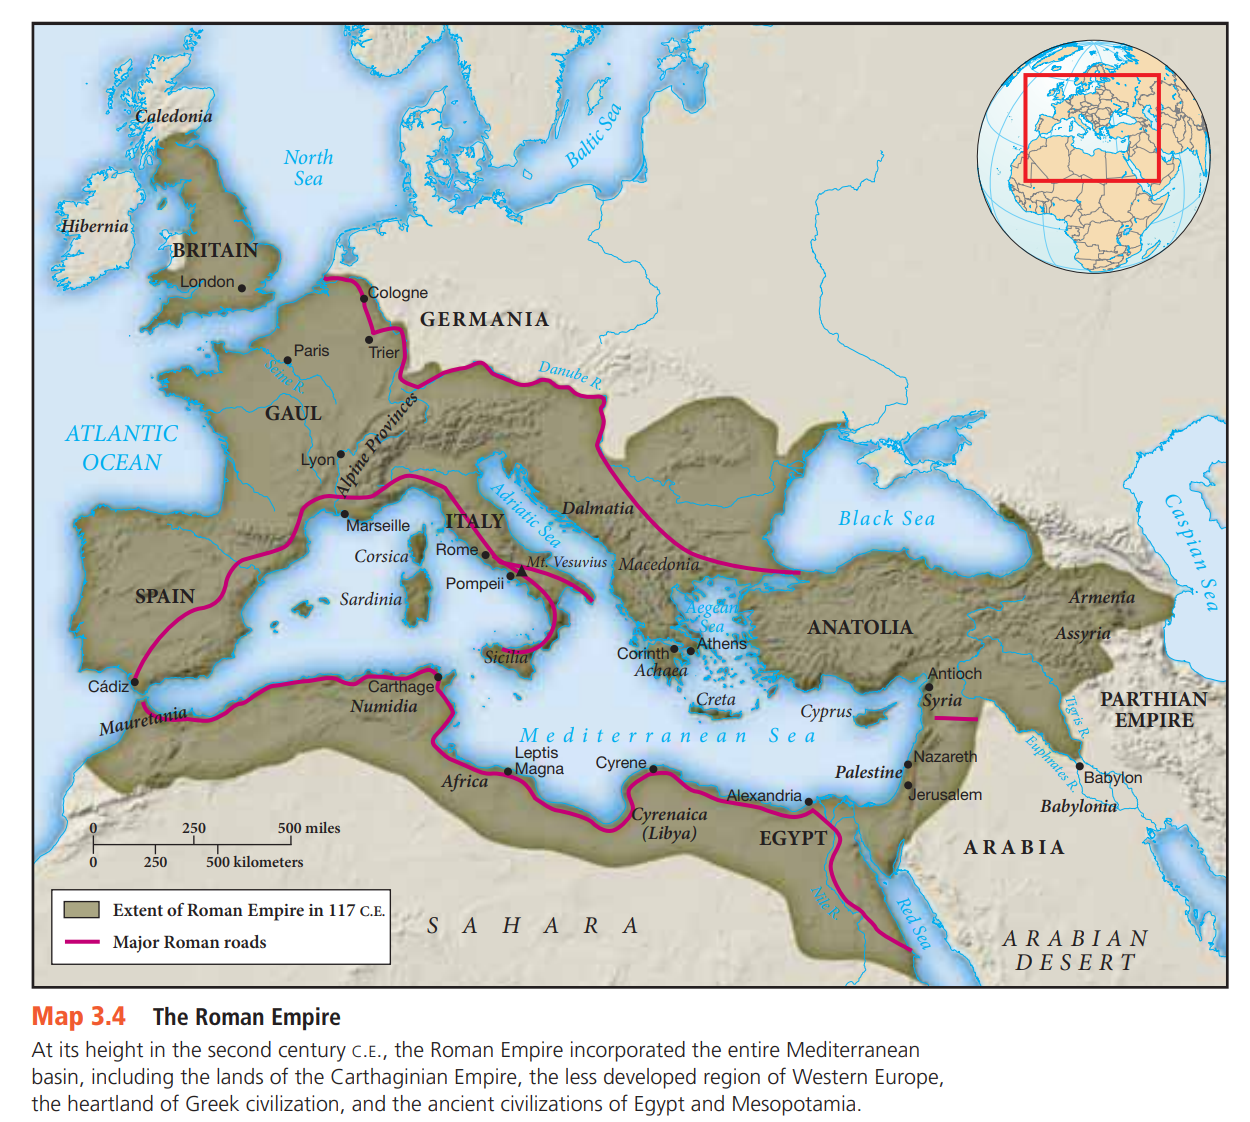 Caledonia
North
Sea
Baltic Sea
Hibernia
BRITAIN
London
Cologne
GERMANIA
Paris
Trier
Seine R.
Danube R.
GAUL
ATLANTIC
OCEAN
Lyon
Alpine Provinces
Adriatic Sea
Dalmatia
Black Sea
Caspian Sea
Marseille
ITALY
Corsica
Rome
Mt. Vesuvius
Macedonia
Pompeii
SPAIN
Sardinia
Aegean
Sea
ANATOLIA
Armenia
Assyria
Sicilia
Corinth
Athens
Achaea
Cádiz
Carthage
Numidia
Mauretania
Creta
Cyprus
Antioch
Syria
PARTHIAN
EMPIRE
Tigris R.
Mediterranean Sea
Leptis
Magna
Cyrene
Africa
Euphrates R.
Nazareth
Palestine
Babylon
Alexandria
Jerusalem
Babylonia
Cyrenaica
(Libya)
EGYPT
ARABIA
0 250 500 miles
0 250 500 kilometers
Nile R.
Red Sea
SAHARA
ARABIAN
DESERT
Extent of Roman Empire in 117 C.E.
Major Roman roads
Map 3.4 The Roman Empire
At its height in the second century C.E., the Roman Empire incorporated the entire Mediterranean
basin, including the lands of the Carthaginian Empire, the less developed region of Western Europe,
the heartland of Greek civilization, and the ancient civilizations of Egypt and Mesopotamia.